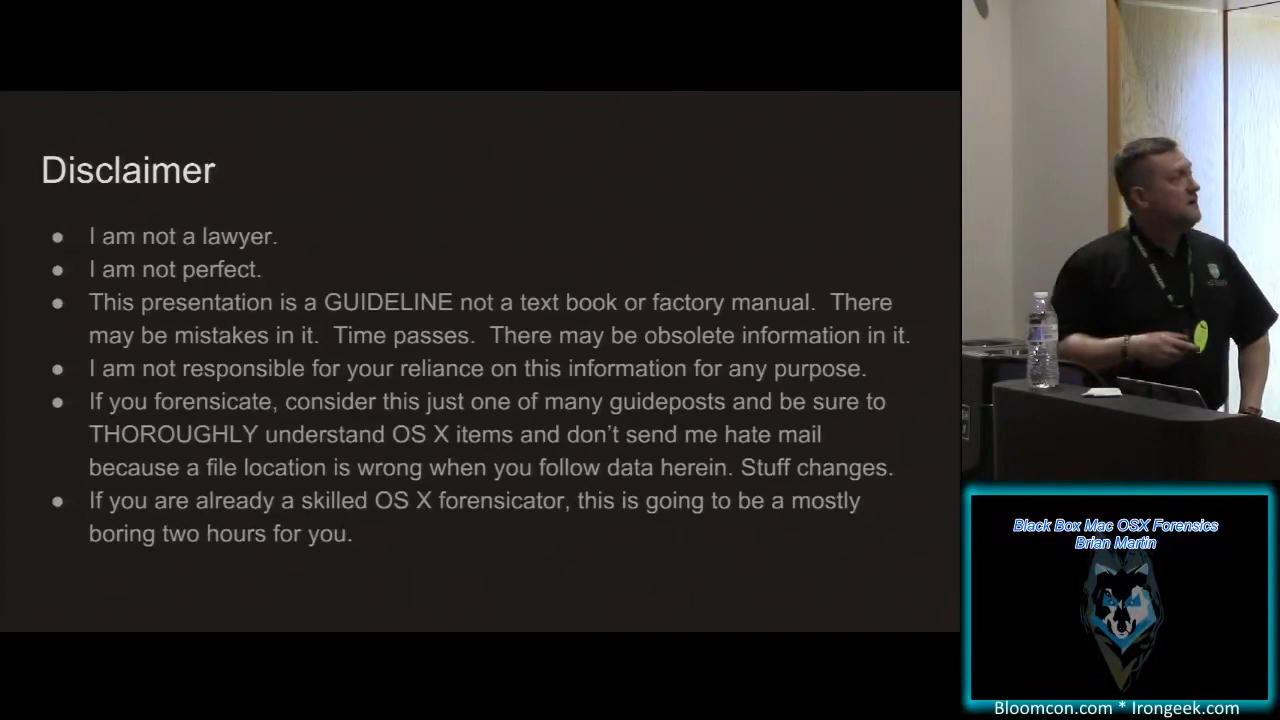 Disclaimer
● I am not a lawyer.
● I am not perfect.
● This presentation is a GUIDELINE not a text book or factory manual.  There
may be mistakes in it.  Time passes.  There may be obsolete information in it.
● I am not responsible for your reliance on this information for any purpose.
● If you forensicate, consider this just one of many guideposts and be sure to
THOROUGHLY understand OS X items and don’t send me hate mail
because a file location is wrong when you follow data herein. Stuff changes.
● If you are already a skilled OS X forensicator, this is going to be a mostly
boring two hours for you.
Black Box Mac OSX Forensics
Brian Martin
Bloomcon.com * Irongeek.com